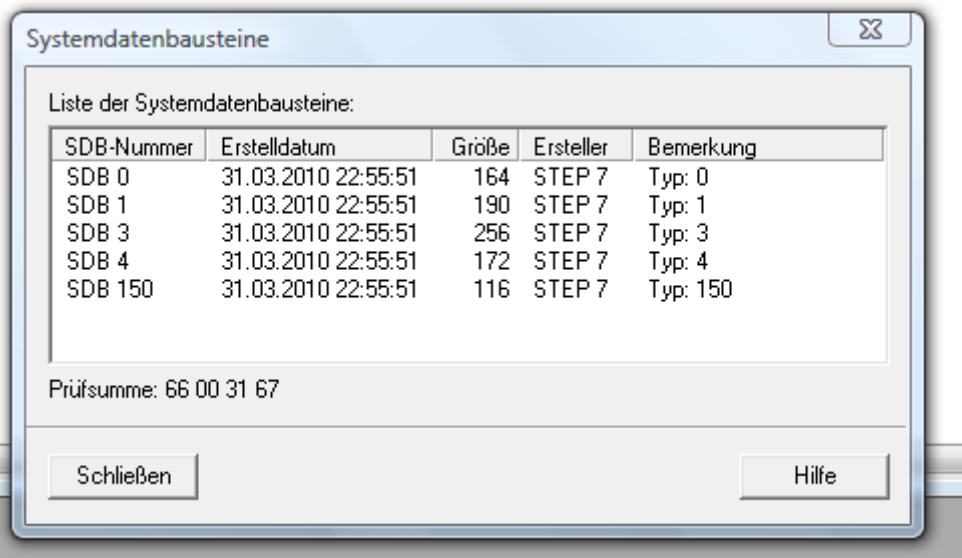 Systemdatenbausteine
Liste der Systemdatenbausteine:
SDB-Nummer Erstelldatum Größe Ersteller Bemerkung
SDB 0 31.03.2010 22:55:51 164 STEP 7 Typ: 0
SDB 1 31.03.2010 22:55:51 190 STEP 7 Typ: 1
SDB 3 31.03.2010 22:55:51 256 STEP 7 Typ: 3
SDB 4 31.03.2010 22:55:51 172 STEP 7 Typ: 4
SDB 150 31.03.2010 22:55:51 116 STEP 7 Typ: 150
Prüfsumme: 66 00 31 67
Schließen Hilfe